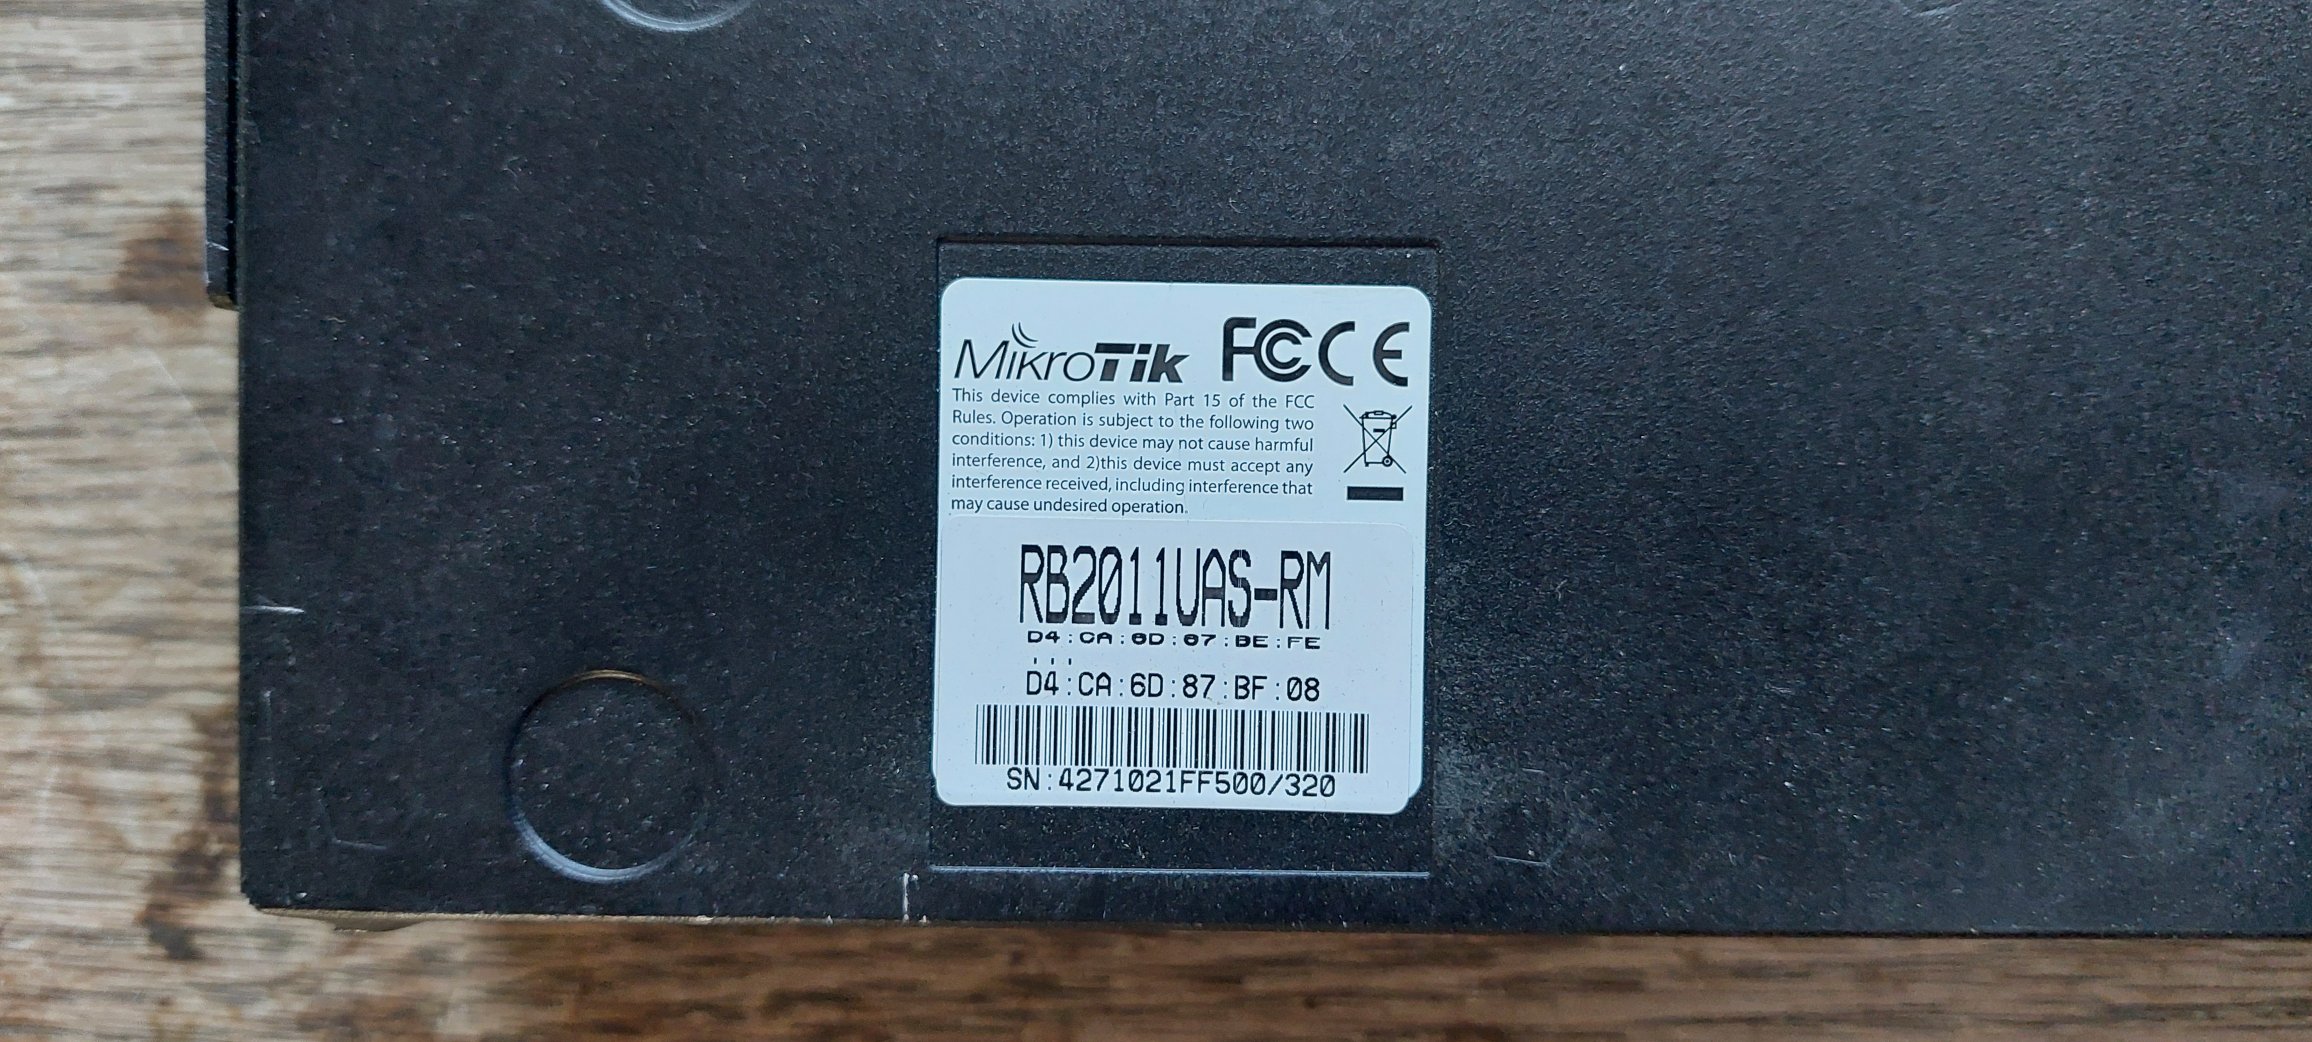 MikroTik FCC CE
This device complies with Part 15 of the FCC
Rules. Operation is subject to the following two
conditions: 1) this device may not cause harmful
interference, and 2)this device must accept any
interference received, including interference that
may cause undesired operation.
RB2011UAS-RM
D4:CA:6D:87:BE:FE
...
D4:CA:6D:87:BF:08
SN:4271021FF500/320